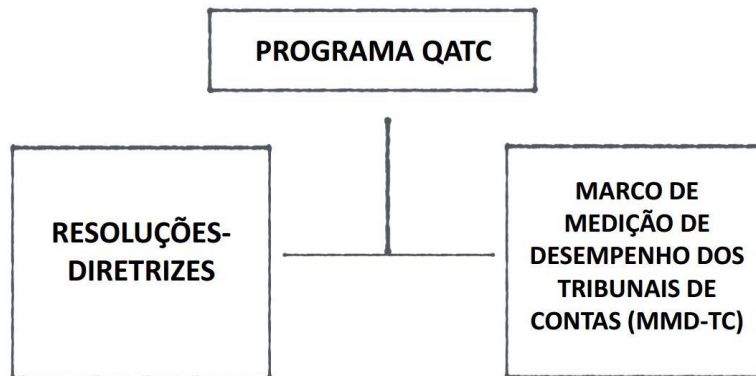 PROGRAMA QATC
RESOLUÇÕES-
DIRETRIZES
MARCO DE
MEDIÇÃO DE
DESEMPENHO DOS
TRIBUNAIS DE
CONTAS (MMD-TC)